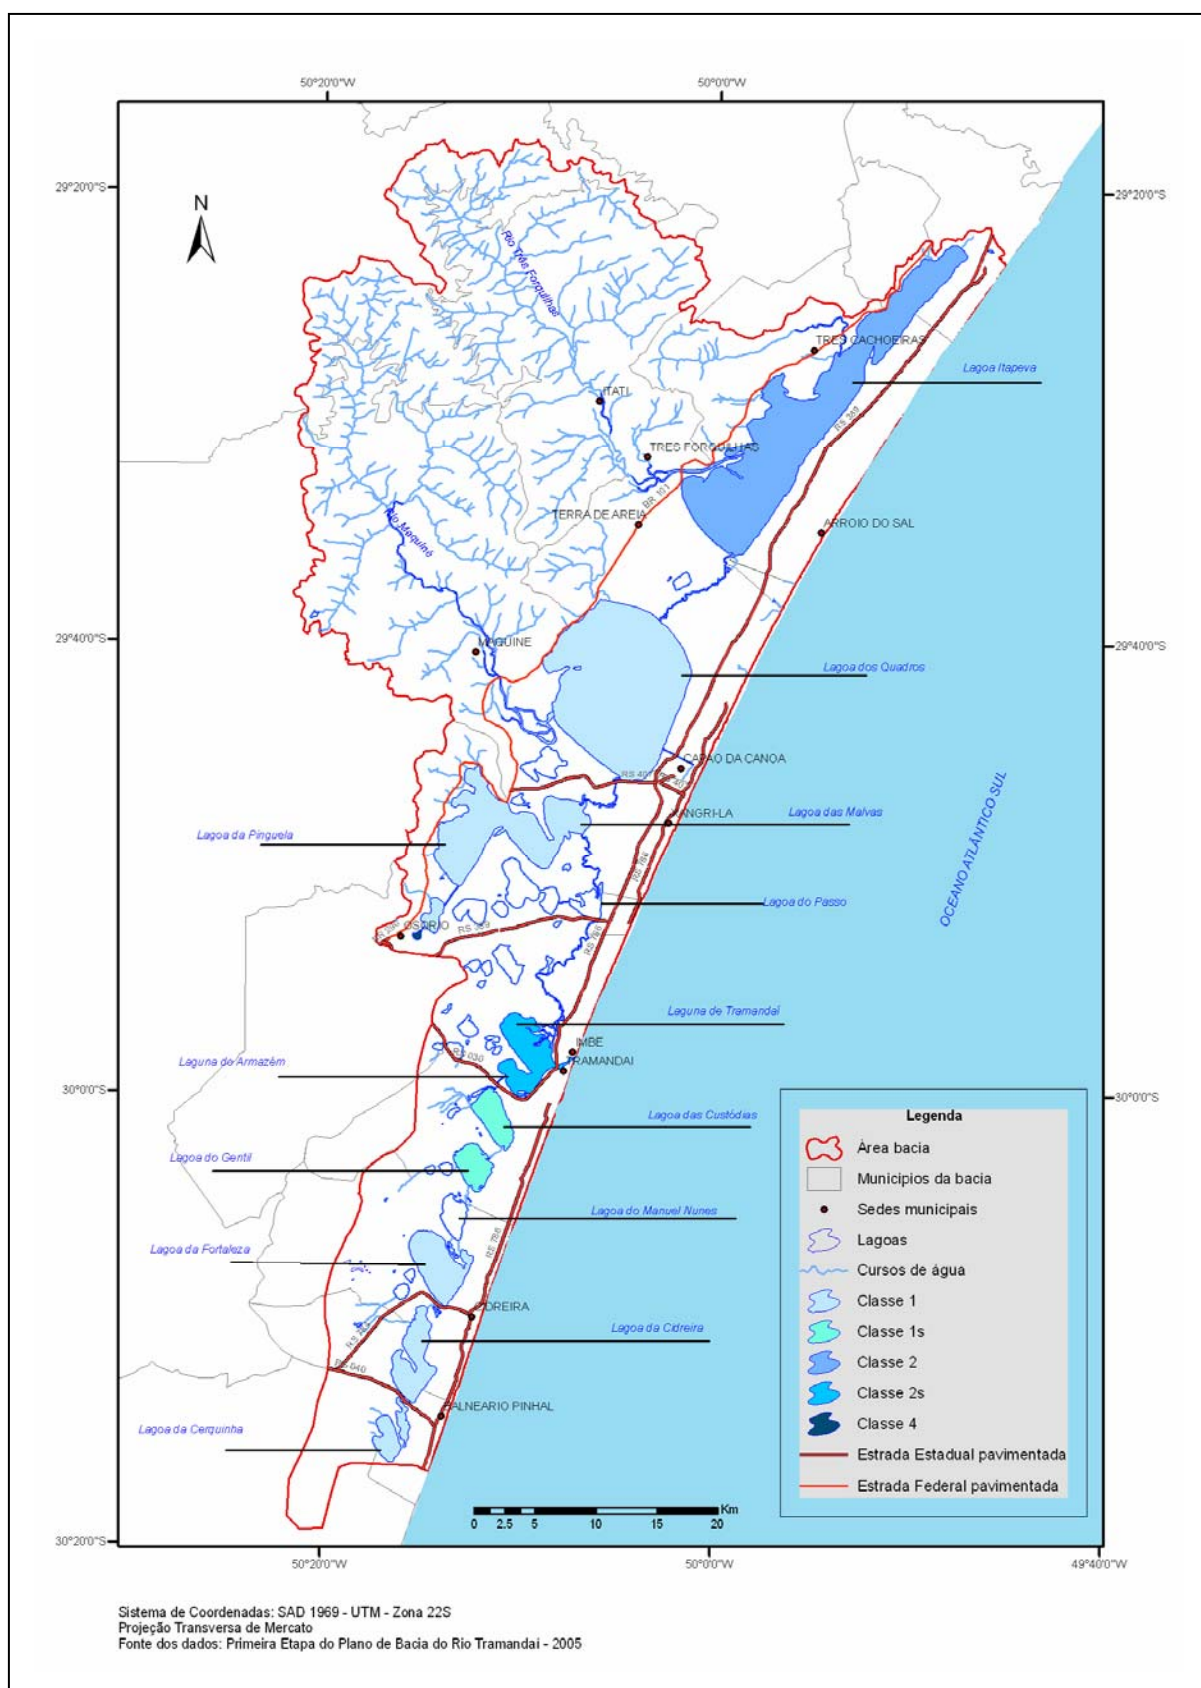 50°20'0"W
50°0'0"W
29°20'0"S
29°20'0"S
N
Rio Três Forquilhas
TRES CACHOEIRAS
Lagoa Itapeva
ITATI
RS 389
TRES FORQUILHAS
BR 101
TERRA DE AREIA
ARROIO DO SAL
Rio Maquiné
29°40'0"S
29°40'0"S
MAQUINE
Lagoa dos Quadros
CAPAO DA CANOA
RS 407
XANGRI-LA
Lagoa das Malvas
Lagoa da Pinguela
RS 786
OCEANO ATLÂNTICO SUL
Lagoa do Passo
OSORIO
RS 389
RS 786
Laguna de Tramandaí
IMBE
RS 030
TRAMANDAI
Laguna do Armazém
30°0'0"S
30°0'0"S
Lagoa das Custódias
Lagoa do Gentil
Lagoa do Manuel Nunes
RS 786
Lagoa da Fortaleza
CIDREIRA
Lagoa da Cidreira
RS 040
BALNEARIO PINHAL
Lagoa da Cerquinha
Legenda
Área bacia
Municípios da bacia
Sedes municipais
Lagoas
Cursos de água
Classe 1
Classe 1s
Classe 2
Classe 2s
Classe 4
Estrada Estadual pavimentada
Estrada Federal pavimentada
Km
0 2.5 5 10 15 20
30°20'0"S
50°20'0"W
50°0'0"W
49°40'0"W
Sistema de Coordenadas: SAD 1969 - UTM - Zona 22S
Projeção Transversa de Mercato
Fonte dos dados: Primeira Etapa do Plano de Bacia do Rio Tramandaí - 2005